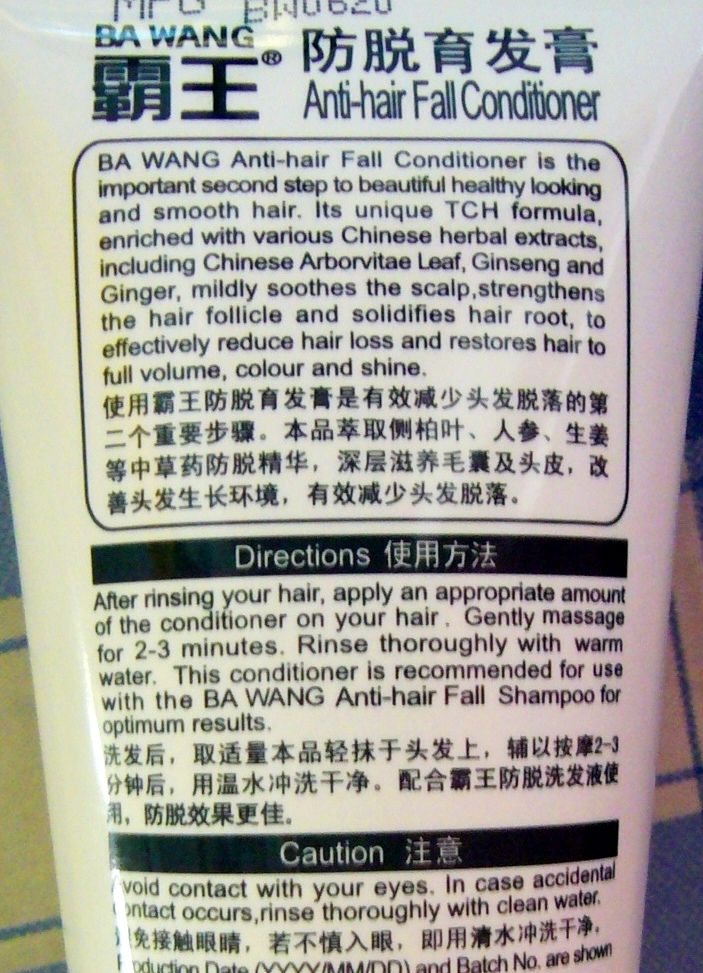 MFG BW0620
BA WANG
霸王® 防脱育发膏
Anti-hair Fall Conditioner
BA WANG Anti-hair Fall Conditioner is the
important second step to beautiful healthy looking
and smooth hair. Its unique TCH formula,
enriched with various Chinese herbal extracts,
including Chinese Arborvitae Leaf, Ginseng and
Ginger, mildly soothes the scalp,strengthens
the hair follicle and solidifies hair root, to
effectively reduce hair loss and restores hair to
full volume, colour and shine.
使用霸王防脱育发膏是有效减少头发脱落的第
二个重要步骤。本品萃取侧柏叶、人参、生姜
等中草药防脱精华，深层滋养毛囊及头皮，改
善头发生长环境，有效减少头发脱落。
Directions 使用方法
After rinsing your hair, apply an appropriate amount
of the conditioner on your hair. Gently massage
for 2-3 minutes. Rinse thoroughly with warm
water. This conditioner is recommended for use
with the BA WANG Anti-hair Fall Shampoo for
optimum results.
洗发后，取适量本品轻抹于头发上，辅以按摩2-3
分钟后，用温水冲洗干净。配合霸王防脱洗发液使
用，防脱效果更佳。
Caution 注意
Avoid contact with your eyes. In case accidental
contact occurs,rinse thoroughly with clean water.
避免接触眼睛，若不慎入眼，即用清水冲洗干净。
Production Date (YYYY/MM/DD) and Batch No. are shown